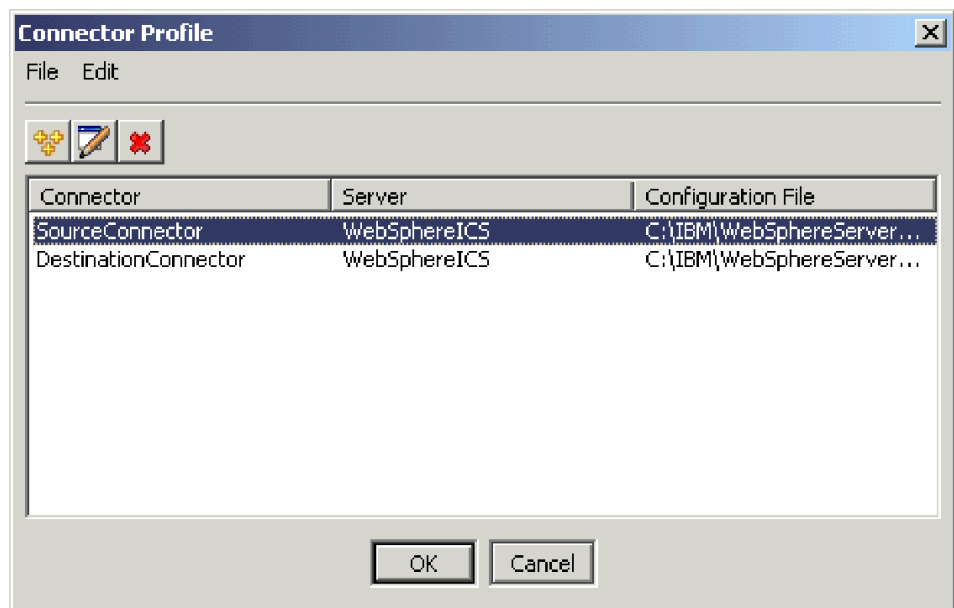 Connector Profile
File Edit
Connector Server Configuration File
SourceConnector WebSphereICS C:\IBM\WebSphereServer...
DestinationConnector WebSphereICS C:\IBM\WebSphereServer...
OK Cancel